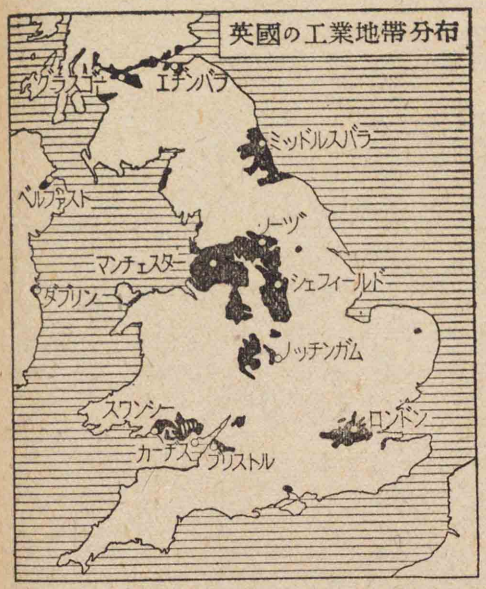 英國の工業地帶分布
グラスゴー
エヂンバラ
ミッドルスバラ
ベルファスト
リーヅ
マンチェスター
シェフィールド
ダブリン
ノッチンガム
スワンシー
ロンドン
カーヂフ
ブリストル